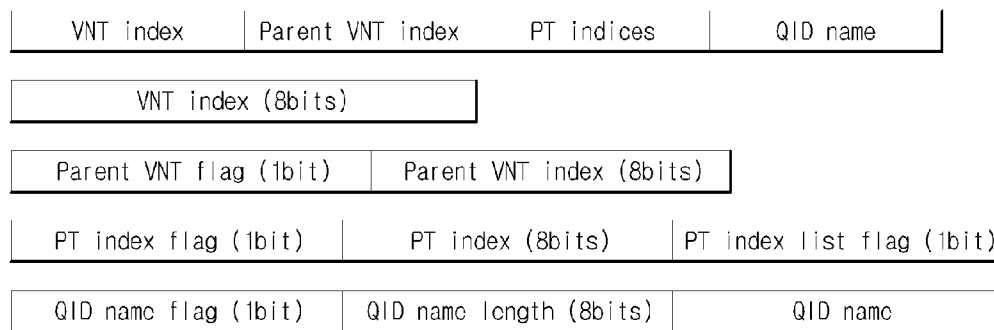 VNT index Parent VNT index PT indices QID name
VNT index (8bits)
Parent VNT flag (1bit) Parent VNT index (8bits)
PT index flag (1bit) PT index (8bits) PT index list flag (1bit)
QID name flag (1bit) QID name length (8bits) QID name